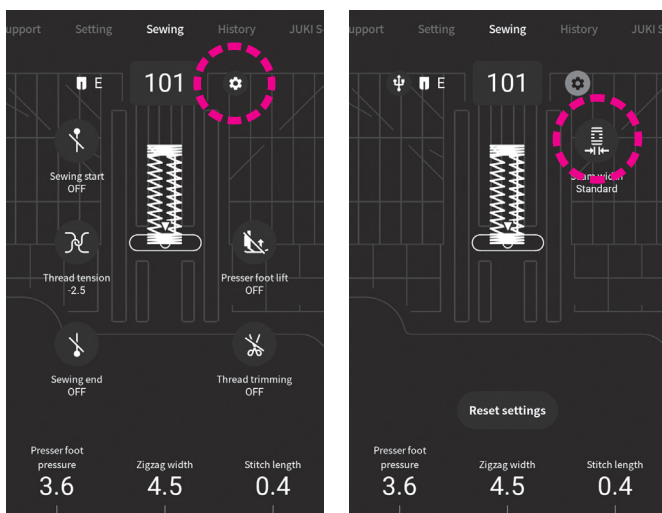 upport Setting Sewing History JUKI S
E 101
Sewing start
OFF
Thread tension
-2.5
Presser foot lift
OFF
Sewing end
OFF
Thread trimming
OFF
Presser foot
pressure
3.6
Zigzag width
4.5
Stitch length
0.4
upport Setting Sewing History JUKI S
E 101
Seam width
Standard
Reset settings
Presser foot
pressure
3.6
Zigzag width
4.5
Stitch length
0.4